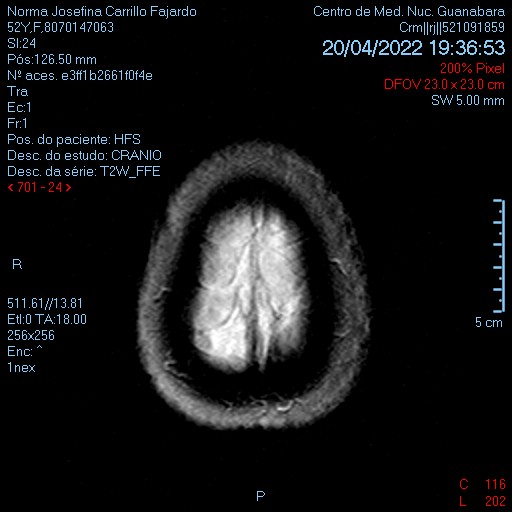 Norma Josefina Carrillo Fajardo
52Y,F,8070147063
Sl:24
Pós:126.50 mm
Nº aces. e3ff1b2661f0f4e
Tra
Ec:1
Fr:1
Pos. do paciente: HFS
Desc. do estudo: CRANIO
Desc. da série: T2W_FFE
< 701 - 24 >
Centro de Med. Nuc. Guanabara
Crm||rj||521091859
20/04/2022 19:36:53
200% Pixel
DFOV 23.0 x 23.0 cm
SW 5.00 mm
R
5 cm
511.61//13.81
Etl:0 TA:18.00
256x256
Enc: ^
1nex
P
C 116
L 202